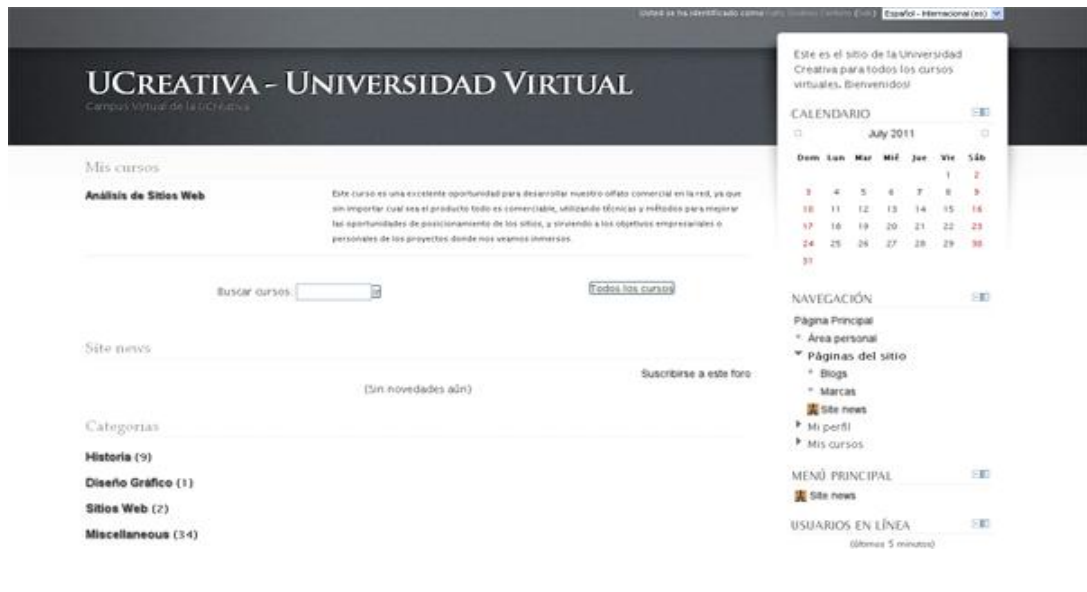 Usted se ha identificado como
Español - Internacional (es)
UCreativa - Universidad Virtual
Campus Virtual de la UCreativa
Este es el sitio de la Universidad
Creativa para todos los cursos
virtuales. Bienvenidos!
CALENDARIO
July 2011
Dom Lun Mar Mié Jue Vie Sáb
1 2
3 4 5 6 7 8 9
10 11 12 13 14 15 16
17 18 19 20 21 22 23
24 25 26 27 28 29 30
31
Mis cursos
Análisis de Sitios Web
Este curso es una excelente oportunidad para desarrollar nuestro olfato comercial en la red, ya que
sin importar cual sea el producto todo es comerciable, utilizando técnicas y métodos para mejorar
las oportunidades de posicionamiento de los sitios, y sirviendo a los objetivos empresariales o
personales de los proyectos donde nos veamos inmersos.
Buscar cursos:
Todos los cursos
Site news
Suscribirse a este foro
(Sin novedades aún)
Categorías
Historia (9)
Diseño Gráfico (1)
Sitios Web (2)
Miscellaneous (34)
NAVEGACIÓN
Página Principal
Área personal
Páginas del sitio
Blogs
Marcas
Site news
Mi perfil
Mis cursos
MENÚ PRINCIPAL
Site news
USUARIOS EN LÍNEA
(últimos 5 minutos)